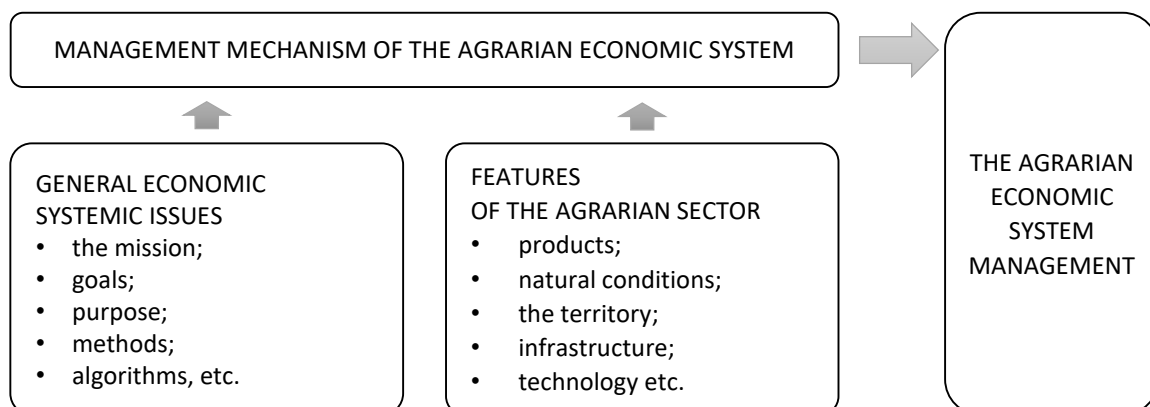 MANAGEMENT MECHANISM OF THE AGRARIAN ECONOMIC SYSTEM
GENERAL ECONOMIC
SYSTEMIC ISSUES
• the mission;
• goals;
• purpose;
• methods;
• algorithms, etc.
FEATURES
OF THE AGRARIAN SECTOR
• products;
• natural conditions;
• the territory;
• infrastructure;
• technology etc.
THE AGRARIAN
ECONOMIC
SYSTEM
MANAGEMENT